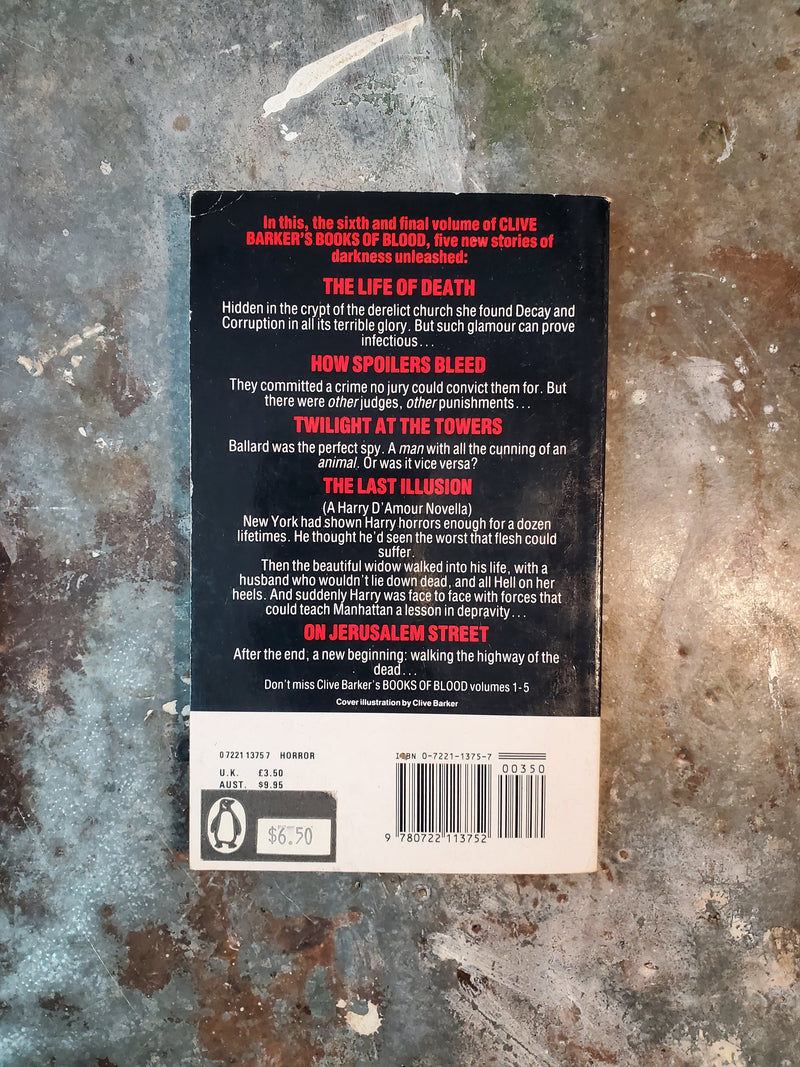 In this, the sixth and final volume of CLIVE
BARKER'S BOOKS OF BLOOD, five new stories of
darkness unleashed:
THE LIFE OF DEATH
Hidden in the crypt of the derelict church she found Decay and
Corruption in all its terrible glory. But such glamour can prove
infectious...
HOW SPOILERS BLEED
They committed a crime no jury could convict them for. But
there were other judges, other punishments...
TWILIGHT AT THE TOWERS
Ballard was the perfect spy. A man with all the cunning of an
animal. Or was it vice versa?
THE LAST ILLUSION
(A Harry D'Amour Novella)
New York had shown Harry horrors enough for a dozen
lifetimes. He thought he'd seen the worst that flesh could
suffer.
Then the beautiful widow walked into his life, with a
husband who wouldn't lie down dead, and all Hell on her
heels. And suddenly Harry was face to face with forces that
could teach Manhattan a lesson in depravity...
ON JERUSALEM STREET
After the end, a new beginning: walking the highway of the
dead...
Don't miss Clive Barker's BOOKS OF BLOOD volumes 1-5
Cover illustration by Clive Barker
0 7221 1375 7 HORROR
U.K. £3.50
AUST. $9.95
$6.50
ISBN 0-7221-1375-7
00350
9 780722 113752